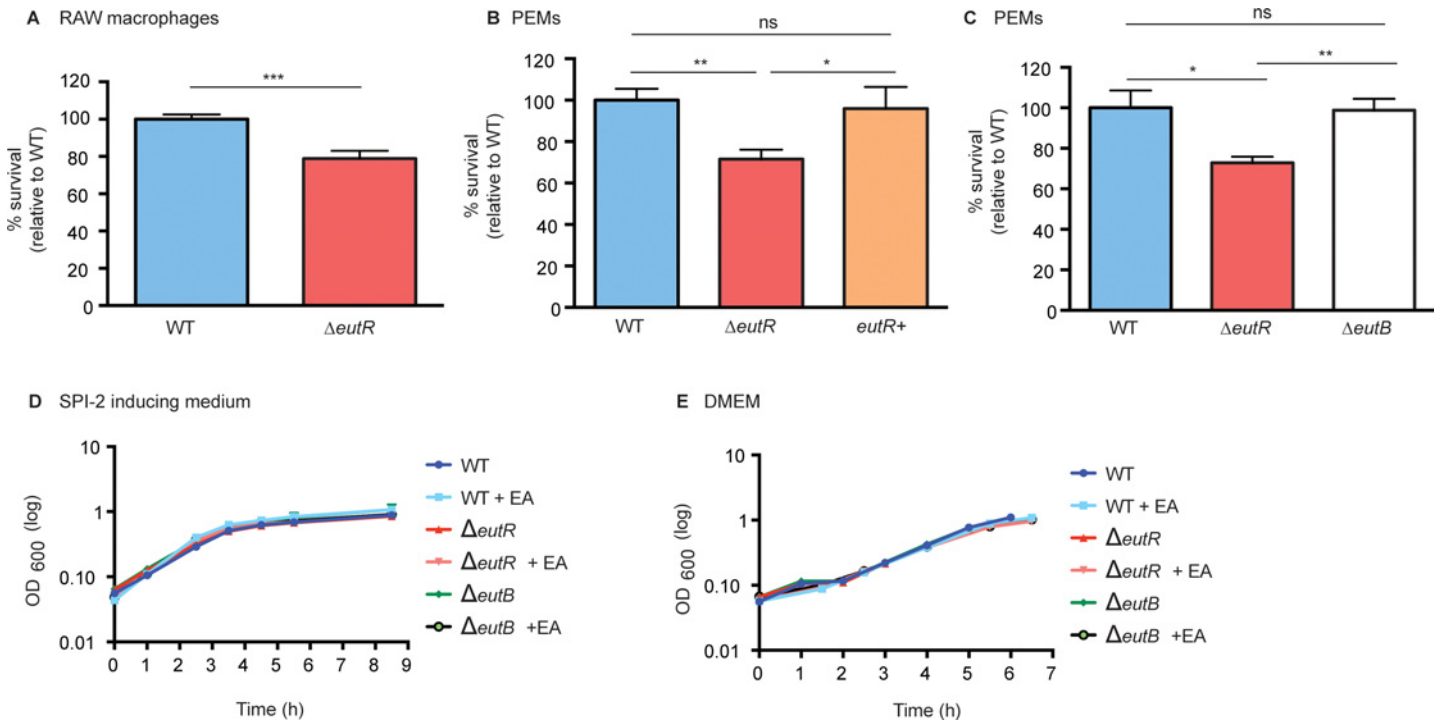 A RAW macrophages
% survival
(relative to WT)
120
100
80
60
40
20
0
***
WT
ΔeutR
B PEMs
% survival
(relative to WT)
120
100
80
60
40
20
0
ns
**
*
WT
ΔeutR
eutR+
C PEMs
% survival
(relative to WT)
120
100
80
60
40
20
0
ns
*
**
WT
ΔeutR
ΔeutB
D SPI-2 inducing medium
OD 600 (log)
10
1
0.10
0.01
0 1 2 3 4 5 6 7 8 9
Time (h)
WT
WT + EA
ΔeutR
ΔeutR + EA
ΔeutB
ΔeutB +EA
E DMEM
OD 600 (log)
10
1
0.10
0.01
0 1 2 3 4 5 6 7
Time (h)
WT
WT + EA
ΔeutR
ΔeutR + EA
ΔeutB
ΔeutB +EA